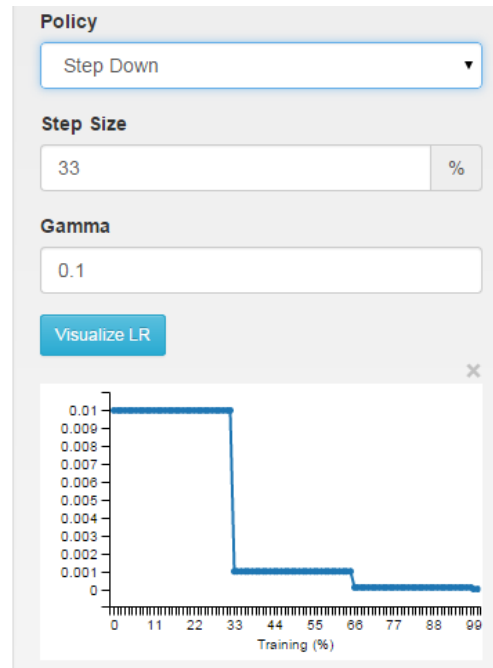 Policy
Step Down
Step Size
33 %
Gamma
0.1
Visualize LR
×
0.01
0.009
0.008
0.007
0.006
0.005
0.004
0.003
0.002
0.001
0
0 11 22 33 44 55 66 77 88 99
Training (%)